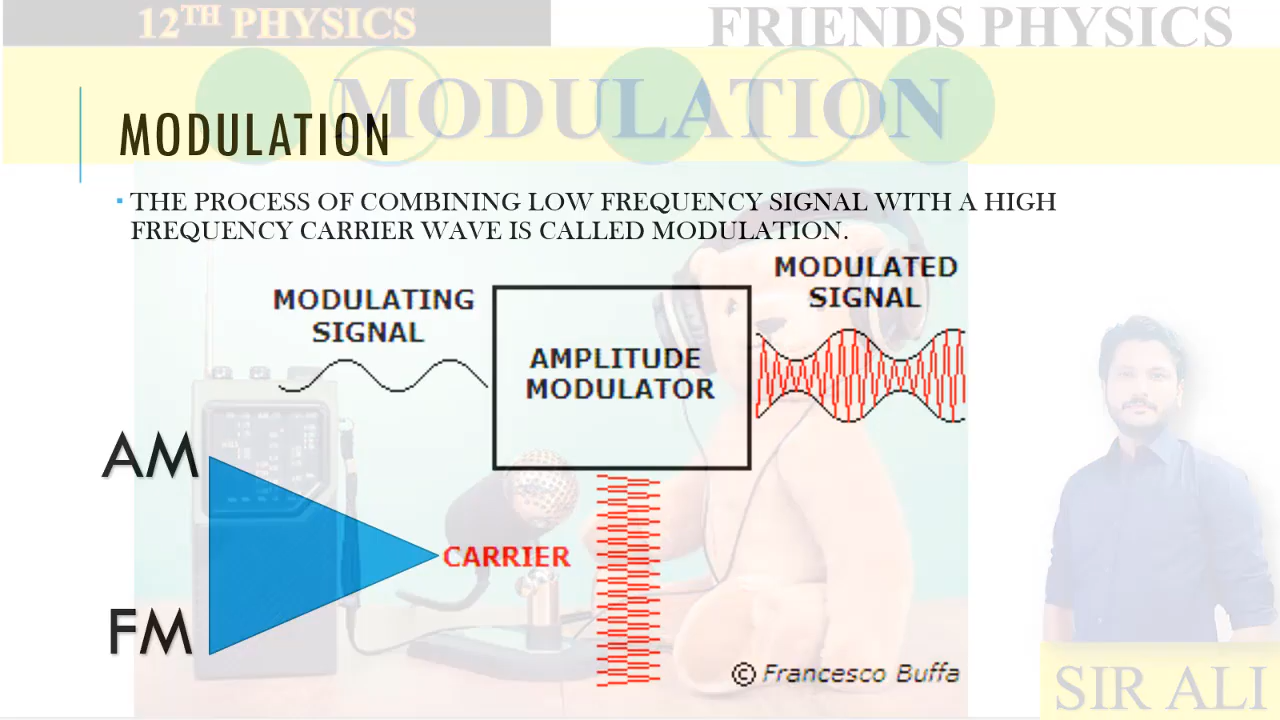 12TH PHYSICS
FRIENDS PHYSICS
MODULATION
MODULATION
THE PROCESS OF COMBINING LOW FREQUENCY SIGNAL WITH A HIGH
FREQUENCY CARRIER WAVE IS CALLED MODULATION.
MODULATING
SIGNAL
AMPLITUDE
MODULATOR
MODULATED
SIGNAL
AM
CARRIER
FM
© Francesco Buffa
SIR ALI